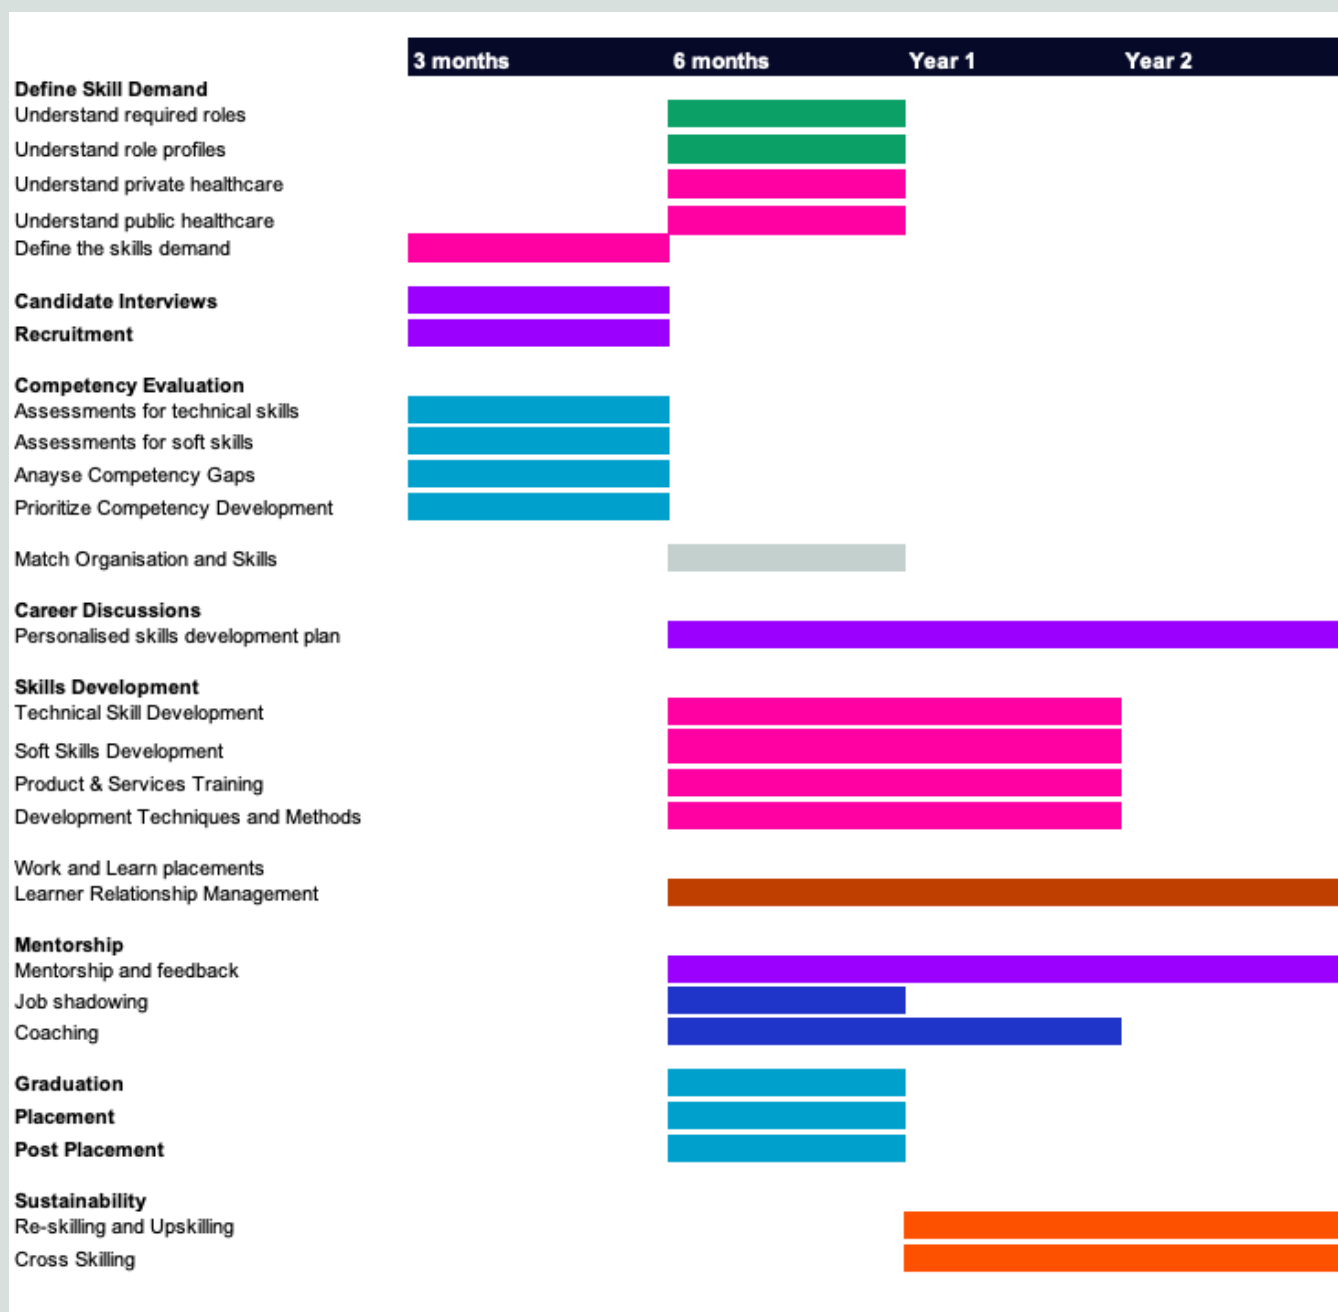 3 months 6 months Year 1 Year 2
Define Skill Demand
Understand required roles
Understand role profiles
Understand private healthcare
Understand public healthcare
Define the skills demand
Candidate Interviews
Recruitment
Competency Evaluation
Assessments for technical skills
Assessments for soft skills
Anayse Competency Gaps
Prioritize Competency Development
Match Organisation and Skills
Career Discussions
Personalised skills development plan
Skills Development
Technical Skill Development
Soft Skills Development
Product & Services Training
Development Techniques and Methods
Work and Learn placements
Learner Relationship Management
Mentorship
Mentorship and feedback
Job shadowing
Coaching
Graduation
Placement
Post Placement
Sustainability
Re-skilling and Upskilling
Cross Skilling